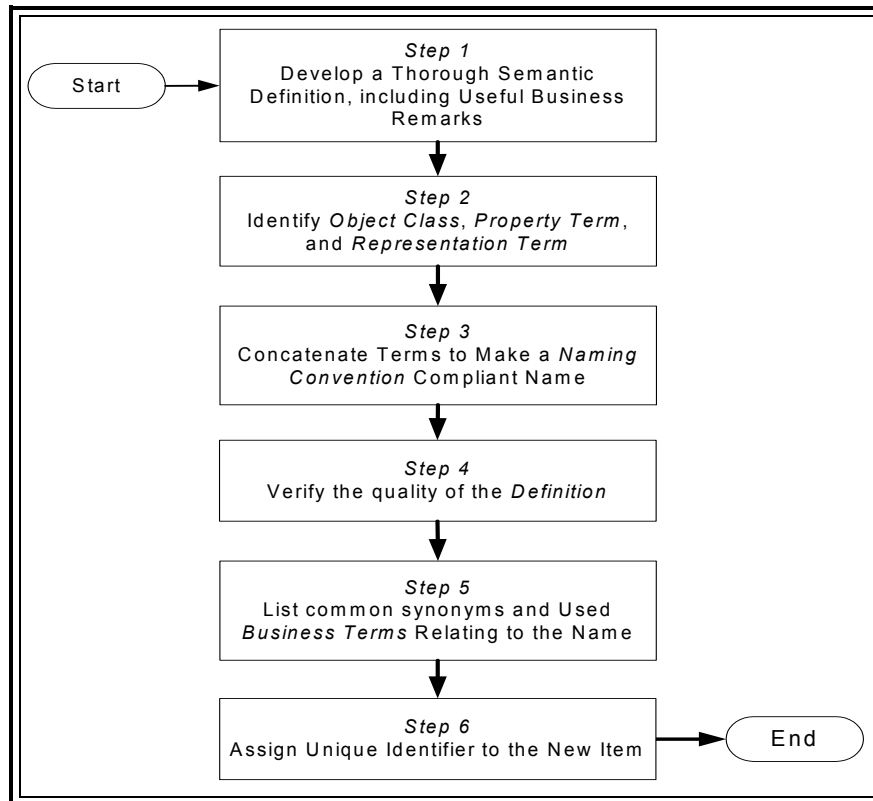 Start
Step 1
Develop a Thorough Semantic
Definition, including Useful Business
Remarks
Step 2
Identify Object Class, Property Term,
and Representation Term
Step 3
Concatenate Terms to Make a Naming
Convention Compliant Name
Step 4
Verify the quality of the Definition
Step 5
List common synonyms and Used
Business Terms Relating to the Name
Step 6
Assign Unique Identifier to the New Item
End